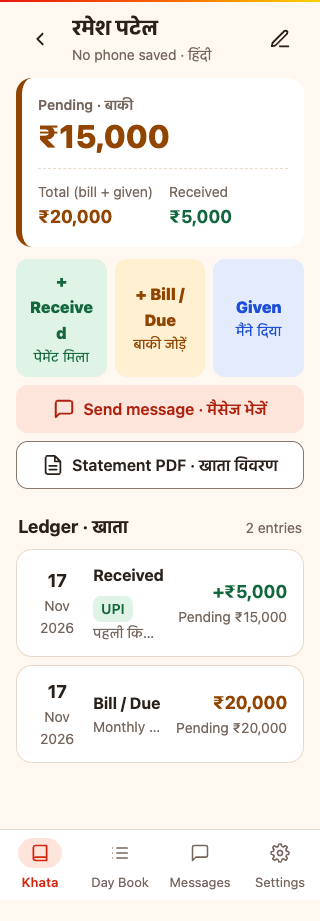 रमेश पटेल
No phone saved · हिंदी
Pending · बाकी
₹15,000
Total (bill + given) Received
₹20,000 ₹5,000
+
Receive
d
पेमेंट मिला
+ Bill /
Due
बाकी जोड़ें
Given
मैंने दिया
Send message · मैसेज भेजें
Statement PDF · खाता विवरण
Ledger · खाता 2 entries
17
Nov
2026
Received
UPI
पहली कि...
+₹5,000
Pending ₹15,000
17
Nov
2026
Bill / Due
Monthly ...
₹20,000
Pending ₹20,000
Khata Day Book Messages Settings